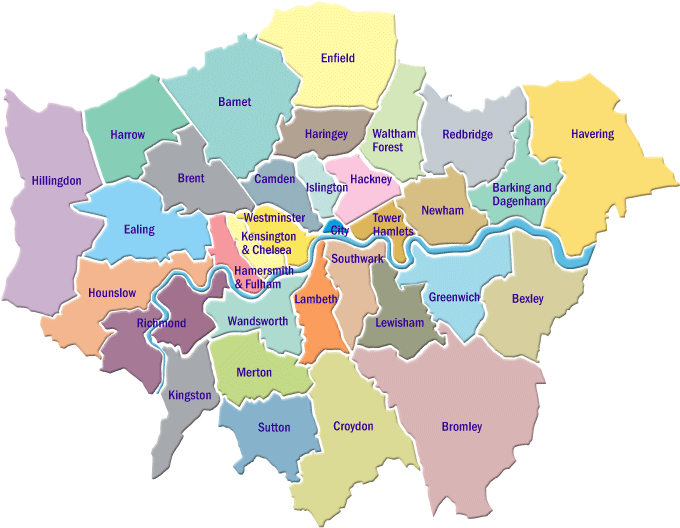 Enfield
Barnet
Harrow
Haringey
Waltham
Forest
Redbridge
Havering
Hillingdon
Brent
Camden
Islington
Hackney
Barking and
Dagenham
Newham
Ealing
Westminster
Kensington
& Chelsea
City
Tower
Hamlets
Hamersmith
& Fulham
Southwark
Hounslow
Richmond
Wandsworth
Lambeth
Lewisham
Greenwich
Bexley
Merton
Kingston
Sutton
Croydon
Bromley